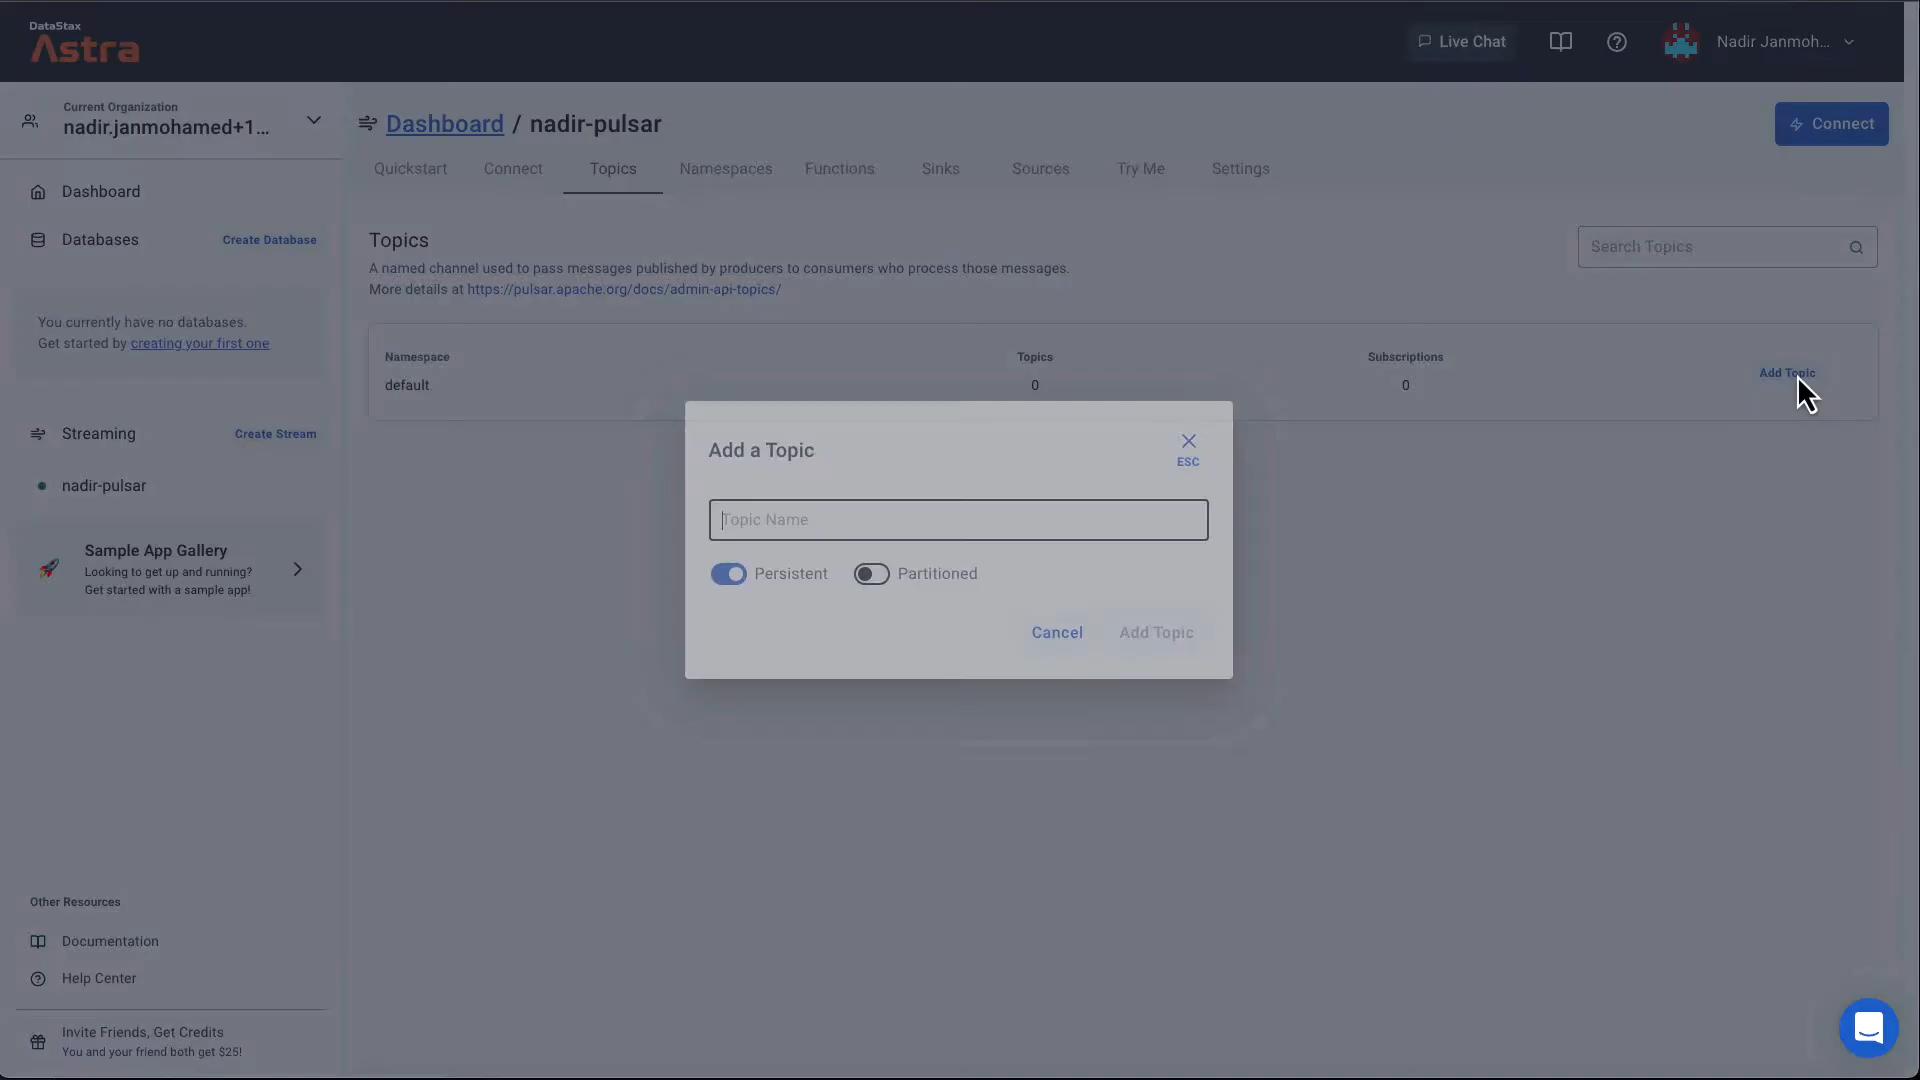 DataStax
Astra
Live Chat
Nadir Janmoh...
Current Organization
nadir.janmohamed+1...
Dashboard / nadir-pulsar
Connect
Quickstart
Connect
Topics
Namespaces
Functions
Sinks
Sources
Try Me
Settings
Dashboard
Databases
Create Database
You currently have no databases.
Get started by creating your first one
Streaming
Create Stream
nadir-pulsar
Sample App Gallery
Looking to get up and running?
Get started with a sample app!
Other Resources
Documentation
Help Center
Invite Friends, Get Credits
You and your friend both get $25!
Topics
Search Topics
A named channel used to pass messages published by producers to consumers who process those messages.
More details at https://pulsar.apache.org/docs/admin-api-topics/
Namespace
Topics
Subscriptions
default
0
0
Add Topic
Add a Topic
ESC
Topic Name
Persistent
Partitioned
Cancel
Add Topic